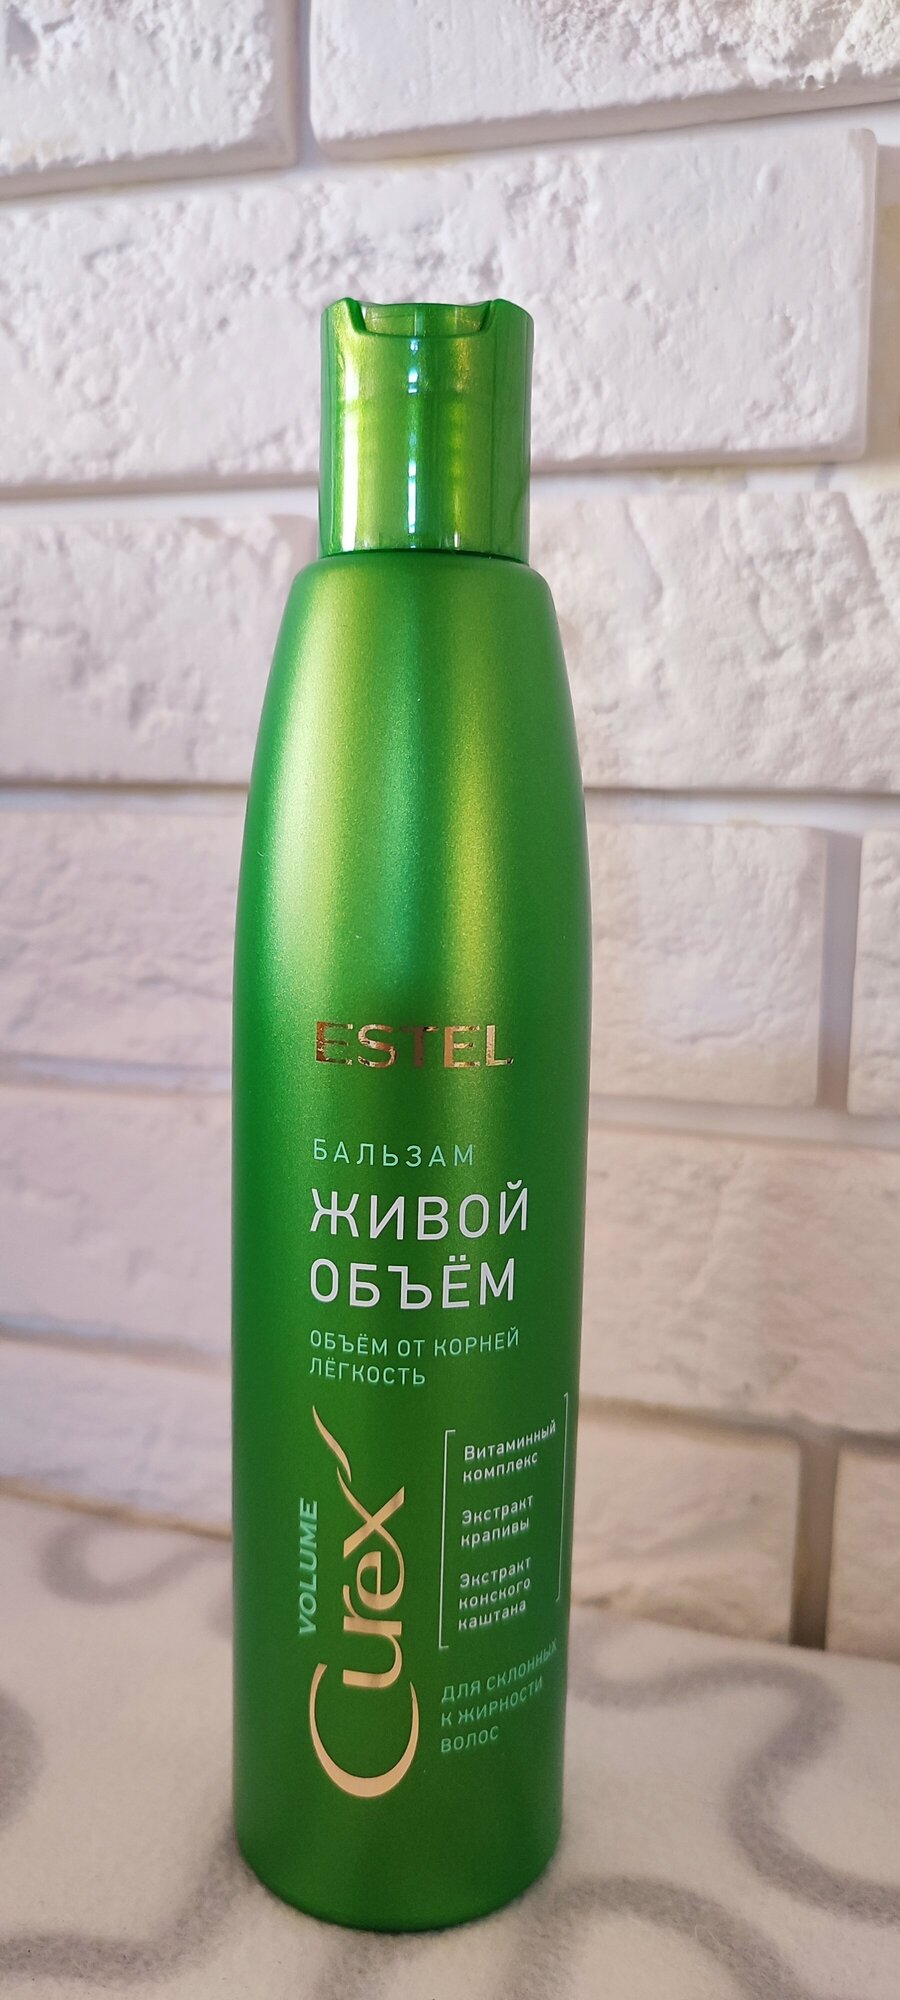 ESTEL
БАЛЬЗАМ
ЖИВОЙ
ОБЪЁМ
ОБЪЁМ ОТ КОРНЕЙ
ЛЁГКОСТЬ
VOLUME
Curex
Витаминный
комплекс
Экстракт
крапивы
Экстракт
конского
каштана
ДЛЯ СКЛОННЫХ
К ЖИРНОСТИ
ВОЛОС